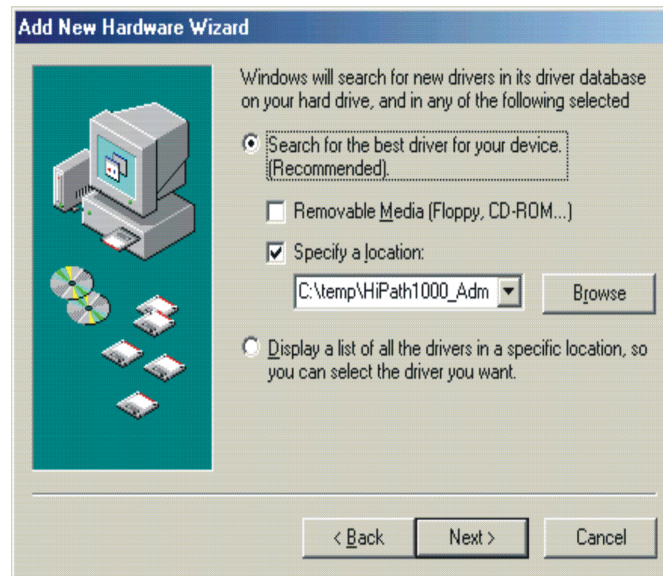 Add New Hardware Wizard
Windows will search for new drivers in its driver database
on your hard drive, and in any of the following selected
Search for the best driver for your device.
(Recommended).
Removable Media (Floppy, CD-ROM...)
Specify a location:
C:\temp\HiPath1000_Adm
Browse
Display a list of all the drivers in a specific location, so
you can select the driver you want.
< Back
Next >
Cancel